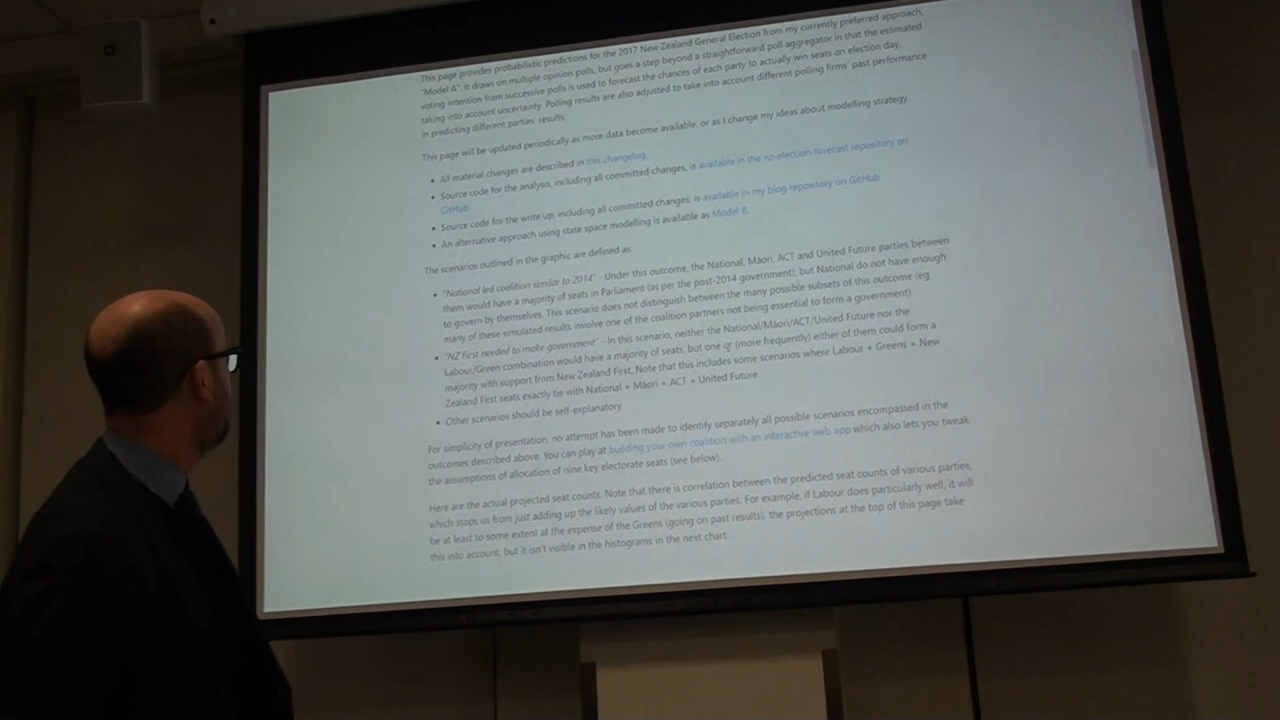 This page provides probabilistic predictions for the 2017 New Zealand General Election from my currently preferred approach,
"Model A". It draws on multiple opinion polls, but goes a step beyond a straightforward poll aggregator in that the estimated
voting intention from successive polls is used to forecast the chances of each party to actually win seats on election day,
taking into account uncertainty. Polling results are also adjusted to take into account different polling firms' past performance
in predicting different parties' results.
This page will be updated periodically as more data become available, or as I change my ideas about modelling strategy.
• All material changes are described in this changelog.
• Source code for the analysis, including all committed changes, is available in the nz-election-forecast repository on
GitHub
• Source code for the write up, including all committed changes, is available in my blog repository on GitHub
• An alternative approach using state space modelling is available as Model B.
The scenarios outlined in the graphic are defined as:
• "National led coalition similar to 2014" - Under this outcome, the National, Māori, ACT and United Future parties between
them would have a majority of seats in Parliament (as per the post-2014 government); but National do not have enough
to govern by themselves. This scenario does not distinguish between the many possible subsets of this outcome (eg
many of these simulated results involve one of the coalition partners not being essential to form a government).
• "NZ First needed to make government" - In this scenario, neither the National/Māori/ACT/United Future nor the
Labour/Green combination would have a majority of seats, but one or (more frequently) either of them could form a
majority with support from New Zealand First. Note that this includes some scenarios where Labour + Greens + New
Zealand First seats exactly tie with National + Māori + ACT + United Future.
• Other scenarios should be self-explanatory
For simplicity of presentation, no attempt has been made to identify separately all possible scenarios encompassed in the
outcomes described above. You can play at building your own coalition with an interactive web app which also lets you tweak
the assumptions of allocation of nine key electorate seats (see below).
Here are the actual projected seat counts. Note that there is correlation between the predicted seat counts of various parties,
which stops us from just adding up the likely values of the various parties. For example, if Labour does particularly well, it will
be at least to some extent at the expense of the Greens (going on past results). the projections at the top of this page take
this into account, but it isn't visible in the histograms in the next chart.